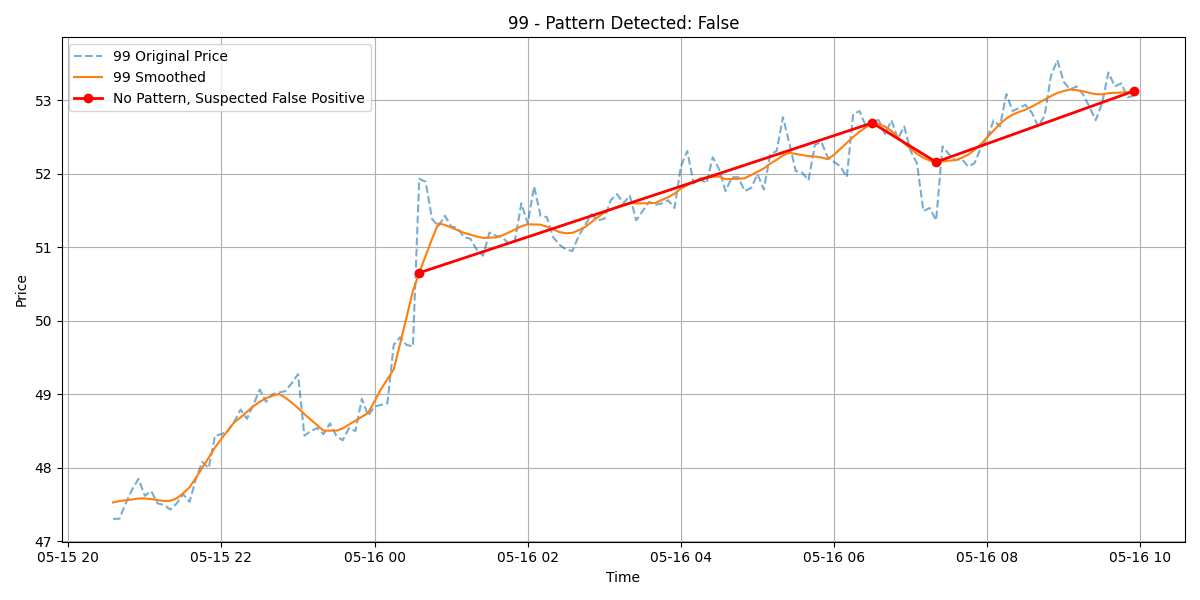 99 - Pattern Detected: False
99 Original Price
99 Smoothed
No Pattern, Suspected False Positive
Price
53
52
51
50
49
48
47
05-15 20 05-15 22 05-16 00 05-16 02 05-16 04 05-16 06 05-16 08 05-16 10
Time